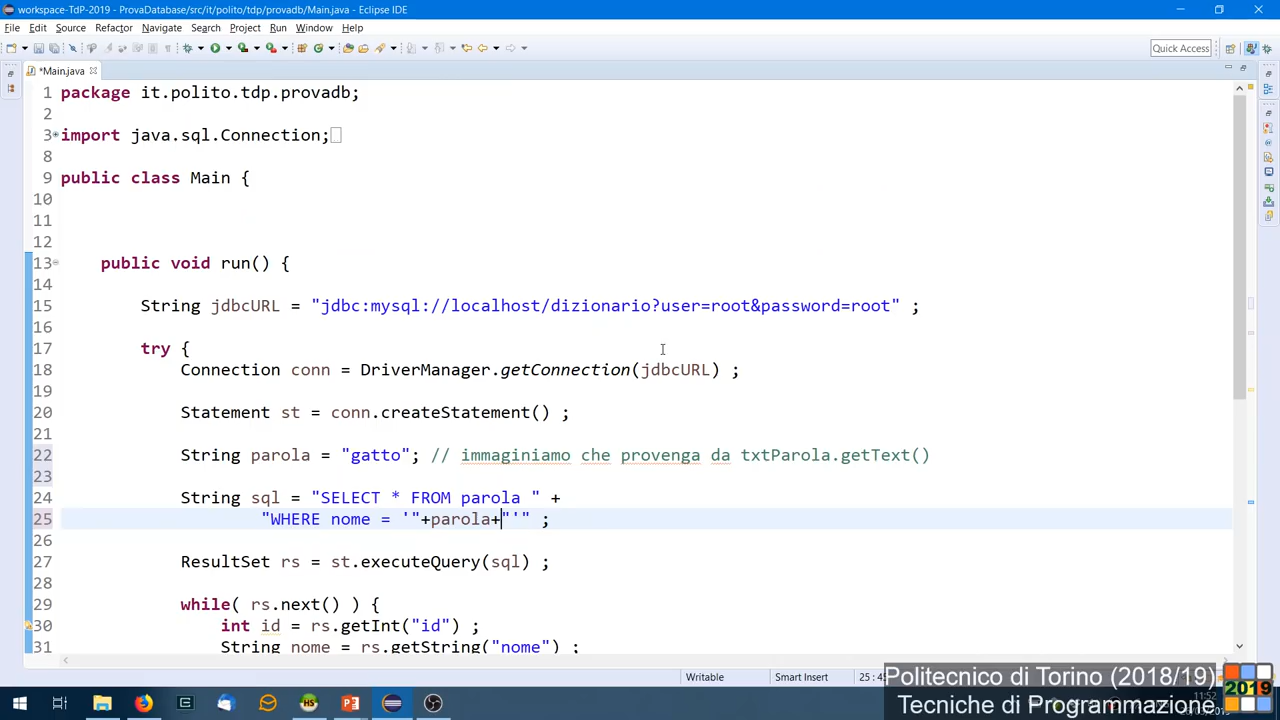 workspace-TdP-2019 - ProvaDatabase/src/it/polito/tdp/provadb/Main.java - Eclipse IDE
File Edit Source Refactor Navigate Search Project Run Window Help
Quick Access
*Main.java
1 package it.polito.tdp.provadb;
2
3 import java.sql.Connection;
8
9 public class Main {
10
11
12
13 public void run() {
14
15 String jdbcURL = "jdbc:mysql://localhost/dizionario?user=root&password=root" ;
16
17 try {
18 Connection conn = DriverManager.getConnection(jdbcURL) ;
19
20 Statement st = conn.createStatement() ;
21
22 String parola = "gatto"; // immaginiamo che provenga da txtParola.getText()
23
24 String sql = "SELECT * FROM parola " +
25 "WHERE nome = '"+parola+"'" ;
26
27 ResultSet rs = st.executeQuery(sql) ;
28
29 while( rs.next() ) {
30 int id = rs.getInt("id") ;
31 String nome = rs.getString("nome") ;
Writable Smart Insert
Politecnico di Torino (2018/19)
Tecniche di Programmazione
2019
11:52